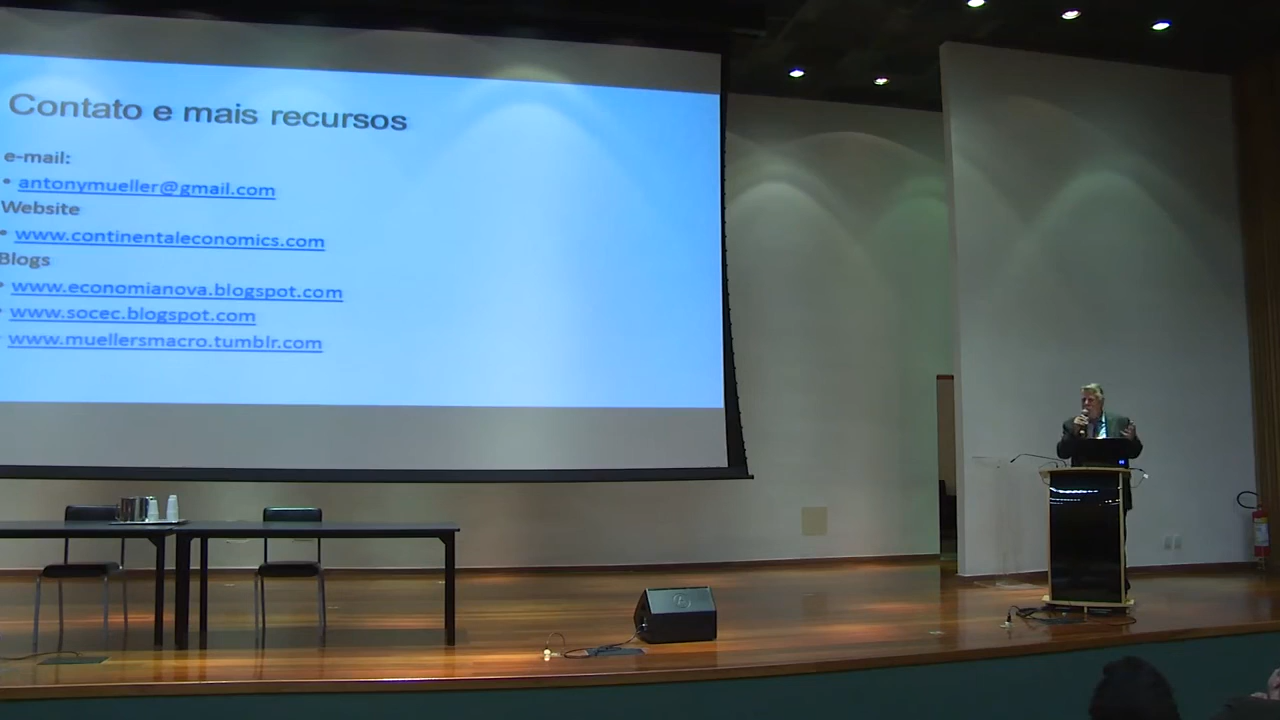 Contato e mais recursos
e-mail:
• antonymueller@gmail.com
Website
• www.continentaleconomics.com
Blogs
• www.economianova.blogspot.com
• www.socec.blogspot.com
• www.muellersmacro.tumblr.com